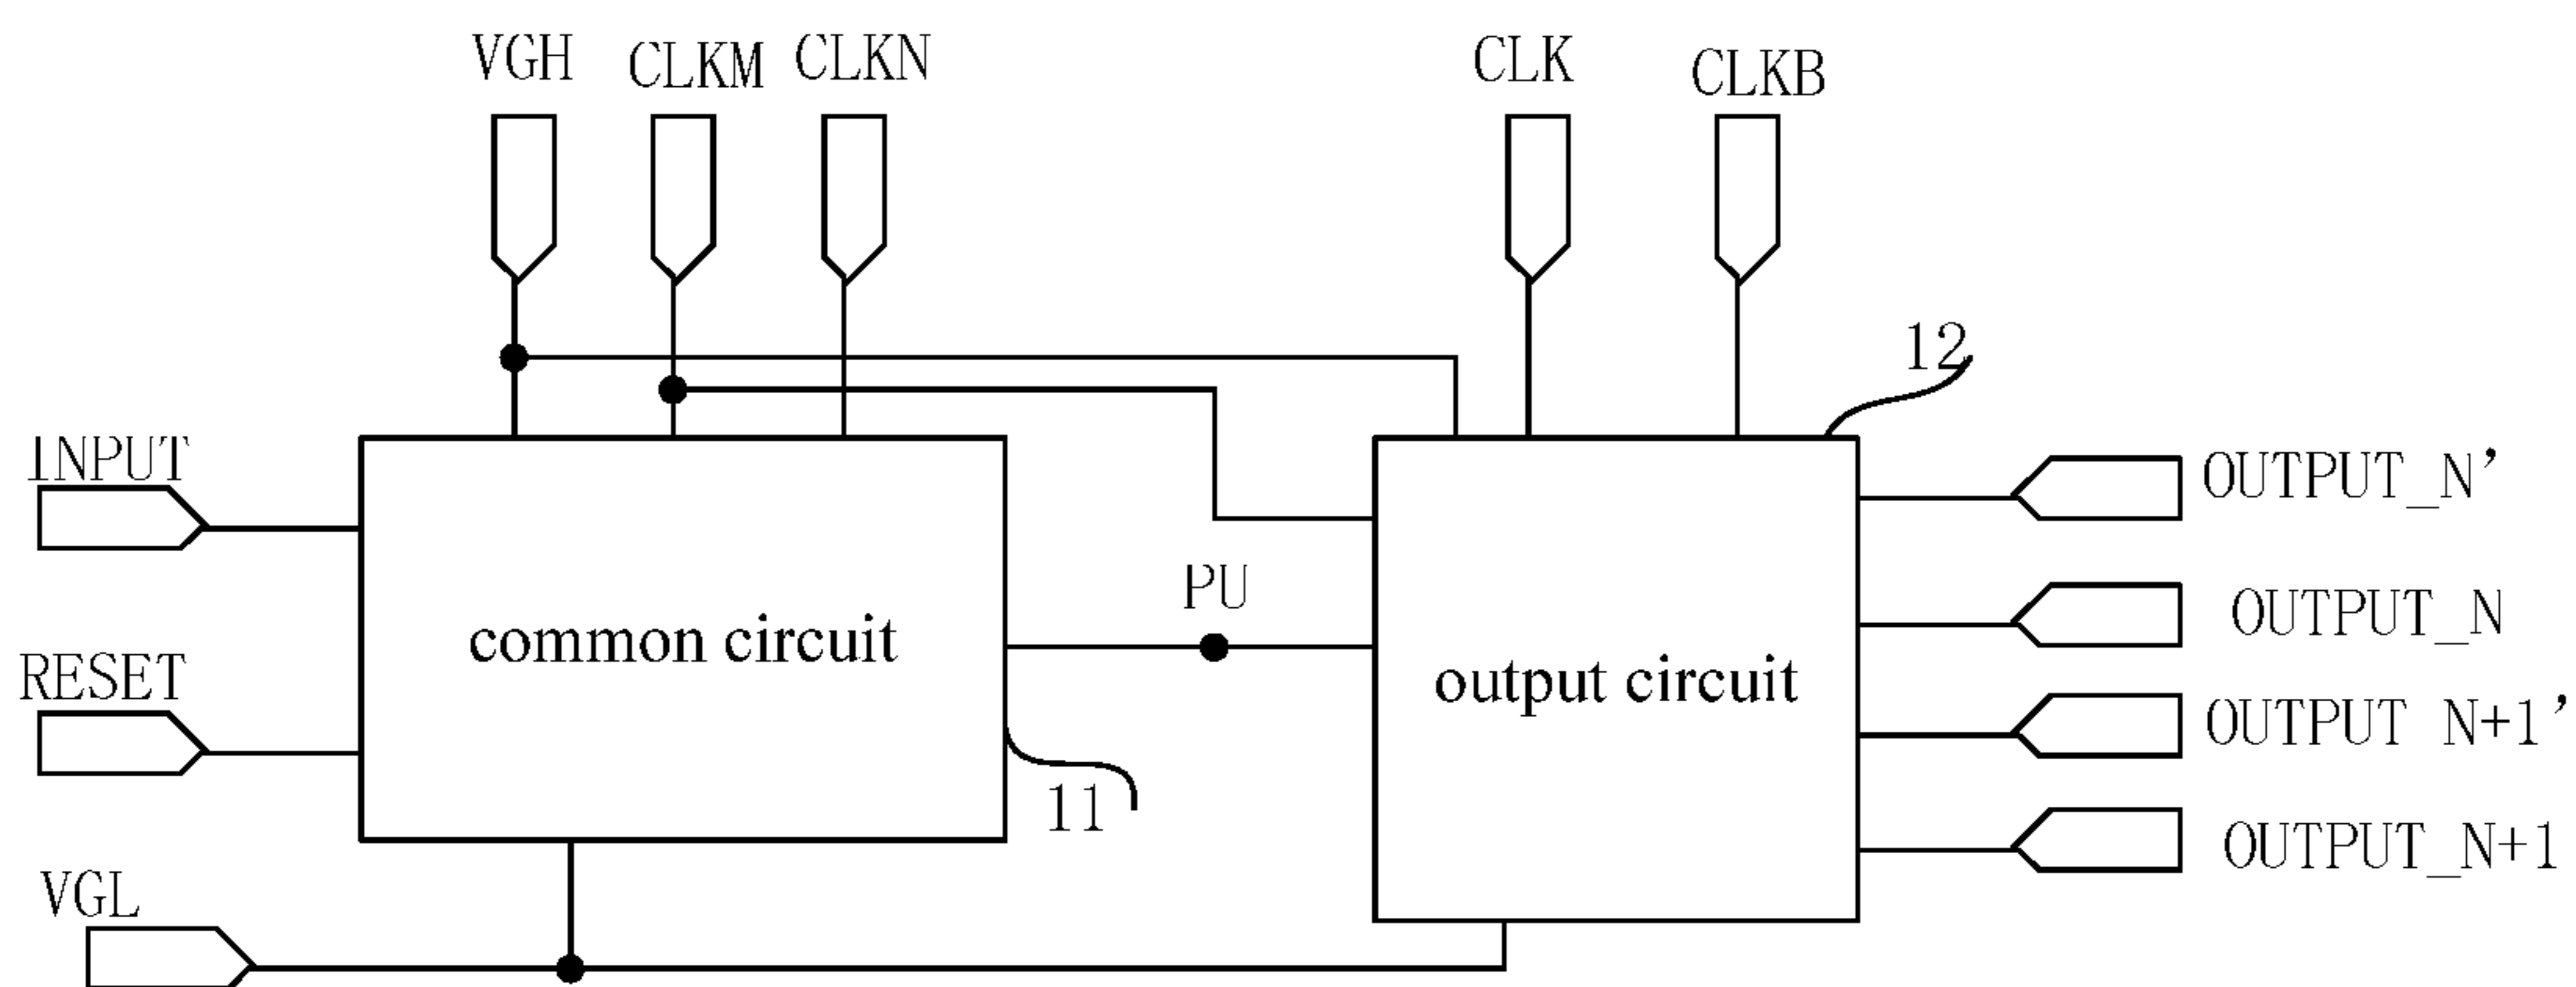 VGH CLKM CLKN CLK CLKB
12
INPUT
OUTPUT_N’
OUTPUT_N
PU
common circuit
output circuit
RESET
OUTPUT N+1’
11
OUTPUT_N+1
VGL